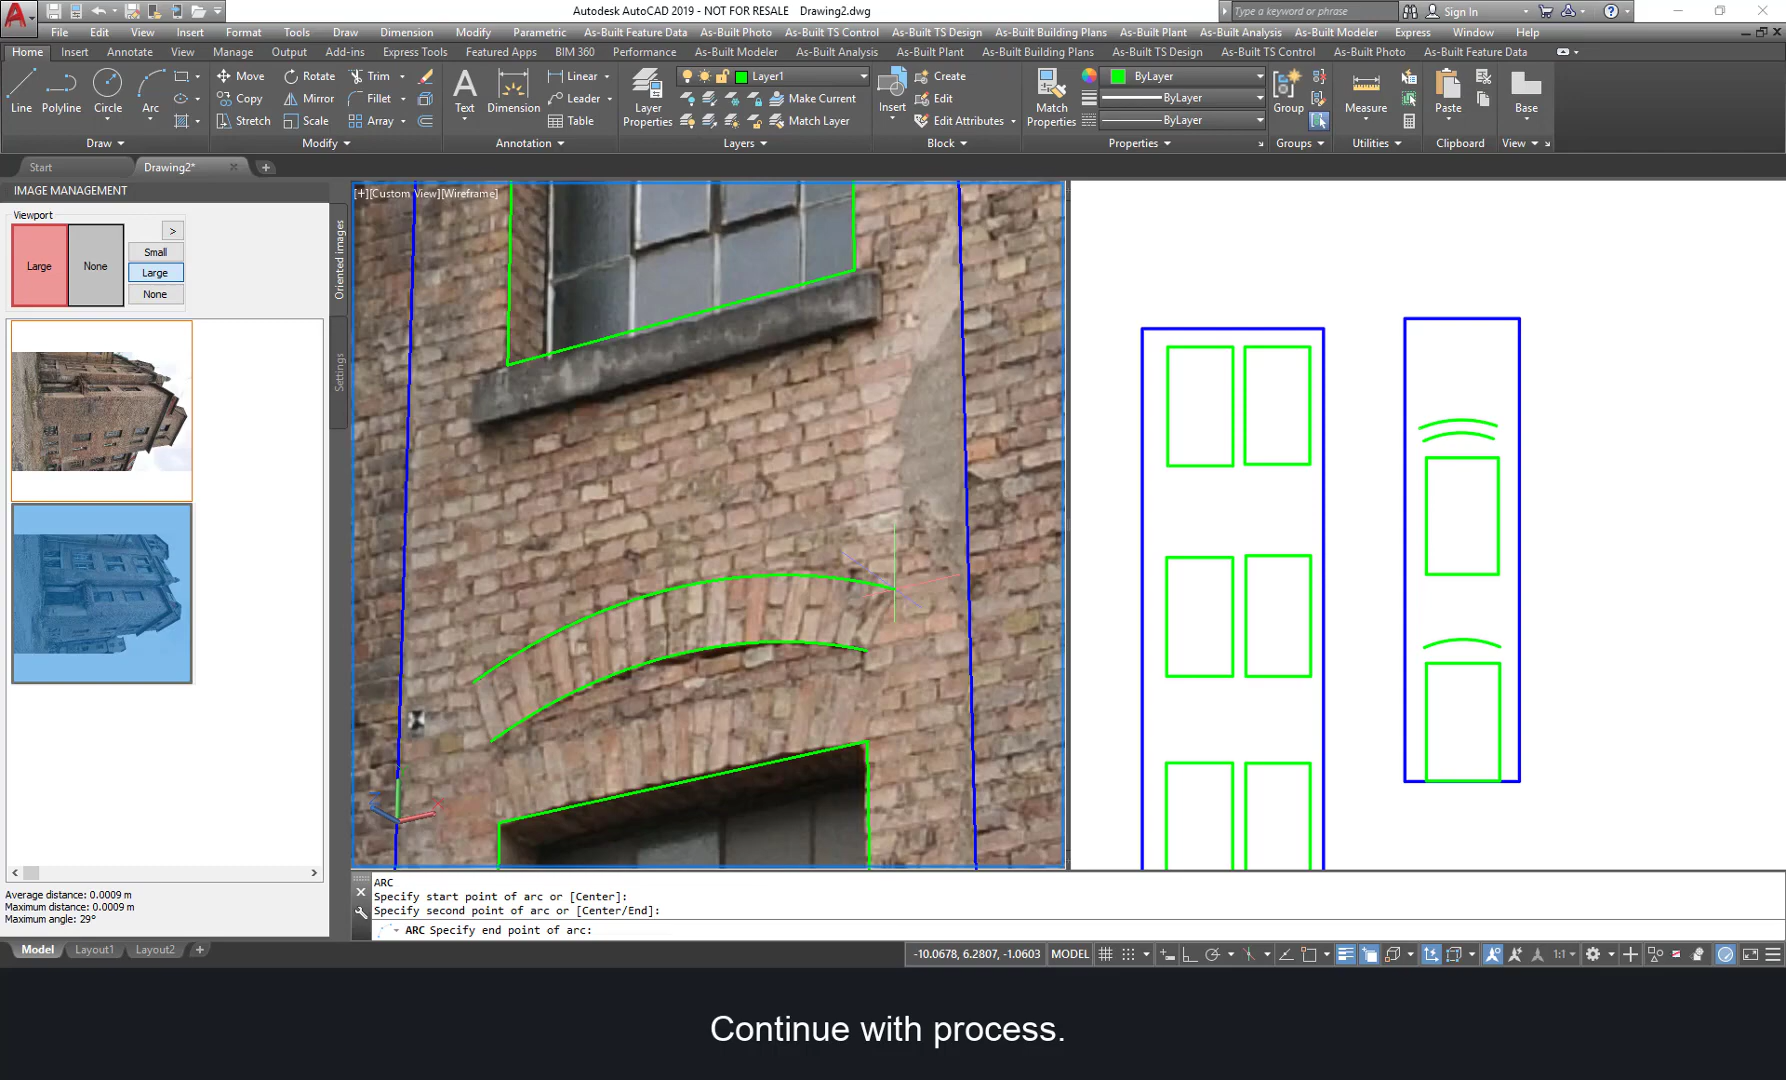 Autodesk AutoCAD 2019 - NOT FOR RESALE Drawing2.dwg
Type a keyword or phrase
Sign In
File Edit View Insert Format Tools Draw Dimension Modify Parametric As-Built Feature Data As-Built Photo As-Built TS Control As-Built TS Design As-Built Building Plans As-Built Plant As-Built Analysis As-Built Modeler Express Window Help
Home Insert Annotate View Manage Output Add-ins Express Tools Featured Apps BIM 360 Performance As-Built Modeler As-Built Analysis As-Built Plant As-Built Building Plans As-Built TS Design As-Built TS Control As-Built Photo As-Built Feature Data
Line Polyline Circle Arc
Move Rotate Trim
Copy Mirror Fillet
Stretch Scale Array
Text Dimension
Linear
Leader
Table
Layer Properties
Layer1
Make Current
Match Layer
Insert
Create
Edit
Edit Attributes
Match Properties
ByLayer
ByLayer
ByLayer
Group
Measure
Paste
Base
Draw Modify Annotation Layers Block Properties Groups Utilities Clipboard View
Start Drawing2*
IMAGE MANAGEMENT
Viewport
>
Large None
Small
Large
None
Oriented images
Settings
[+][Custom View][Wireframe]
X
Z
Average distance: 0.0009 m
Maximum distance: 0.0009 m
Maximum angle: 29°
ARC
Specify start point of arc or [Center]:
Specify second point of arc or [Center/End]:
ARC Specify end point of arc:
Model Layout1 Layout2
-10.0678, 6.2807, -1.0603 MODEL
1:1
Continue with process.